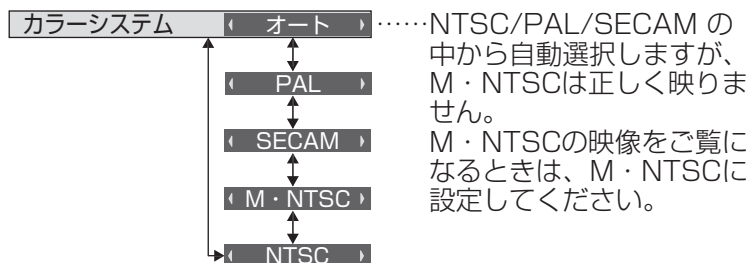 カラーシステム オート ……NTSC/PAL/SECAM の
中から自動選択しますが、
PAL M・NTSCは正しく映りま
せん。
SECAM M・NTSCの映像をご覧に
なるときは、M・NTSCに
M・NTSC 設定してください。
NTSC